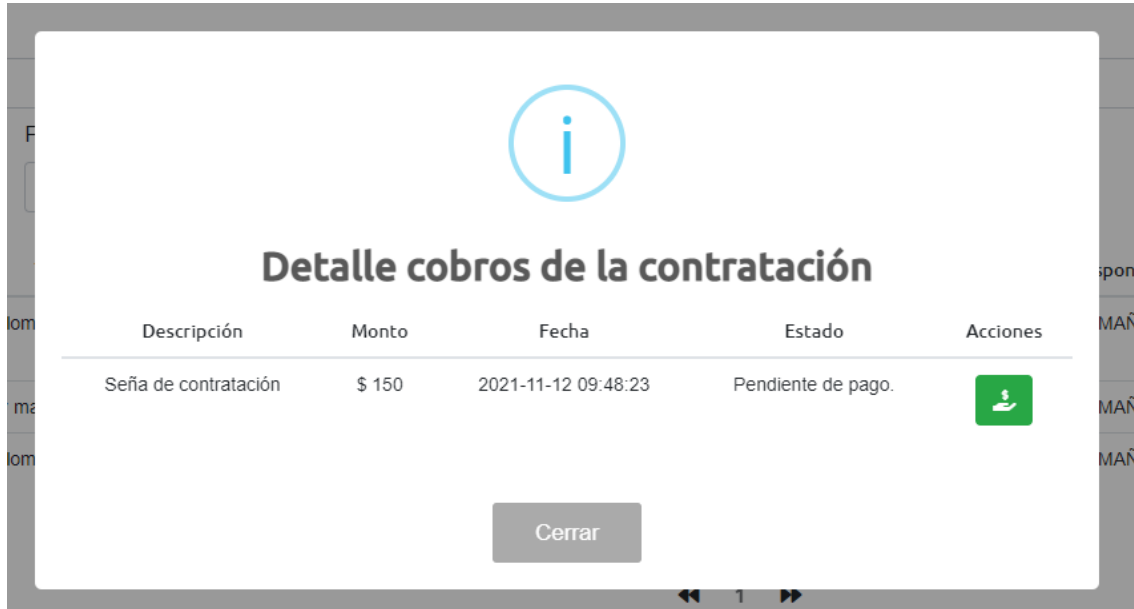 Detalle cobros de la contratación
Descripción Monto Fecha Estado Acciones
Seña de contratación $ 150 2021-11-12 09:48:23 Pendiente de pago.
Cerrar
1